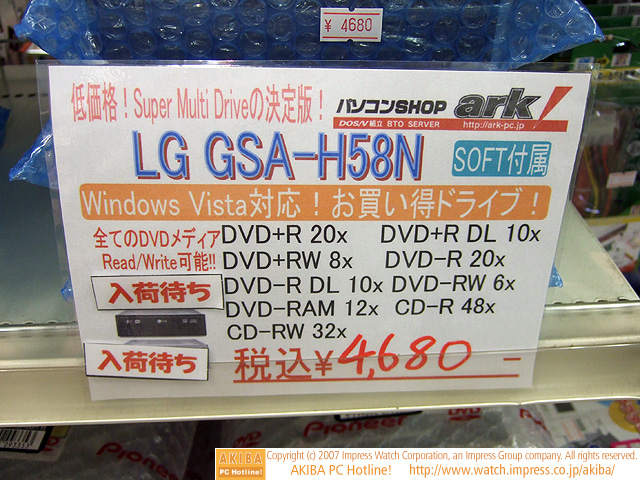 ¥ 4680
低価格！Super Multi Driveの決定版！
パソコンSHOP ark!
DOS/V組立 BTO SERVER
http://ark-pc.jp
LG GSA-H58N
SOFT付属
Windows Vista対応！お買い得ドライブ！
全てのDVDメディア
Read/Write可能!!
DVD+R 20x DVD+R DL 10x
DVD+RW 8x DVD-R 20x
DVD-R DL 10x DVD-RW 6x
DVD-RAM 12x CD-R 48x
CD-RW 32x
入荷待ち
入荷待ち
税込¥4,680 −
Pioneer
DVD
Pioneer
AKIBA
PC Hotline!
Copyright (c) 2007 Impress Watch Corporation, an Impress Group company. All rights reserved.
AKIBA PC Hotline! http://www.watch.impress.co.jp/akiba/